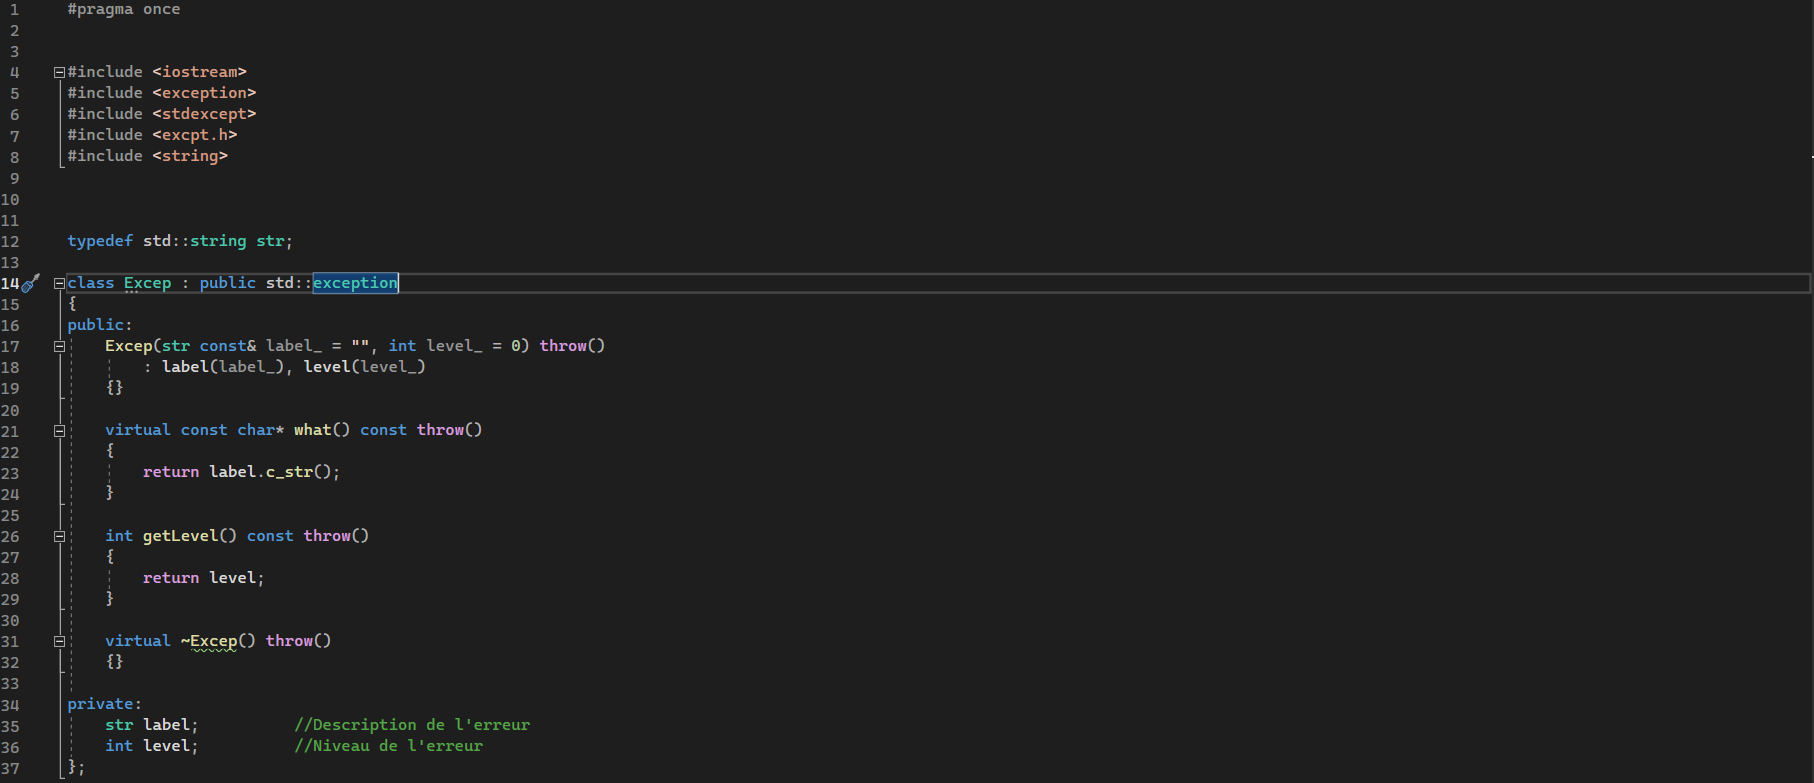 1 #pragma once
2
3
4 #include <iostream>
5 #include <exception>
6 #include <stdexcept>
7 #include <excpt.h>
8 #include <string>
9
10
11
12 typedef std::string str;
13
14 class Excep : public std::exception
15 {
16 public:
17     Excep(str const& label_ = "", int level_ = 0) throw()
18         : label(label_), level(level_)
19     {}
20
21     virtual const char* what() const throw()
22     {
23         return label.c_str();
24     }
25
26     int getLevel() const throw()
27     {
28         return level;
29     }
30
31     virtual ~Excep() throw()
32     {}
33
34 private:
35     str label;          //Description de l'erreur
36     int level;          //Niveau de l'erreur
37 };